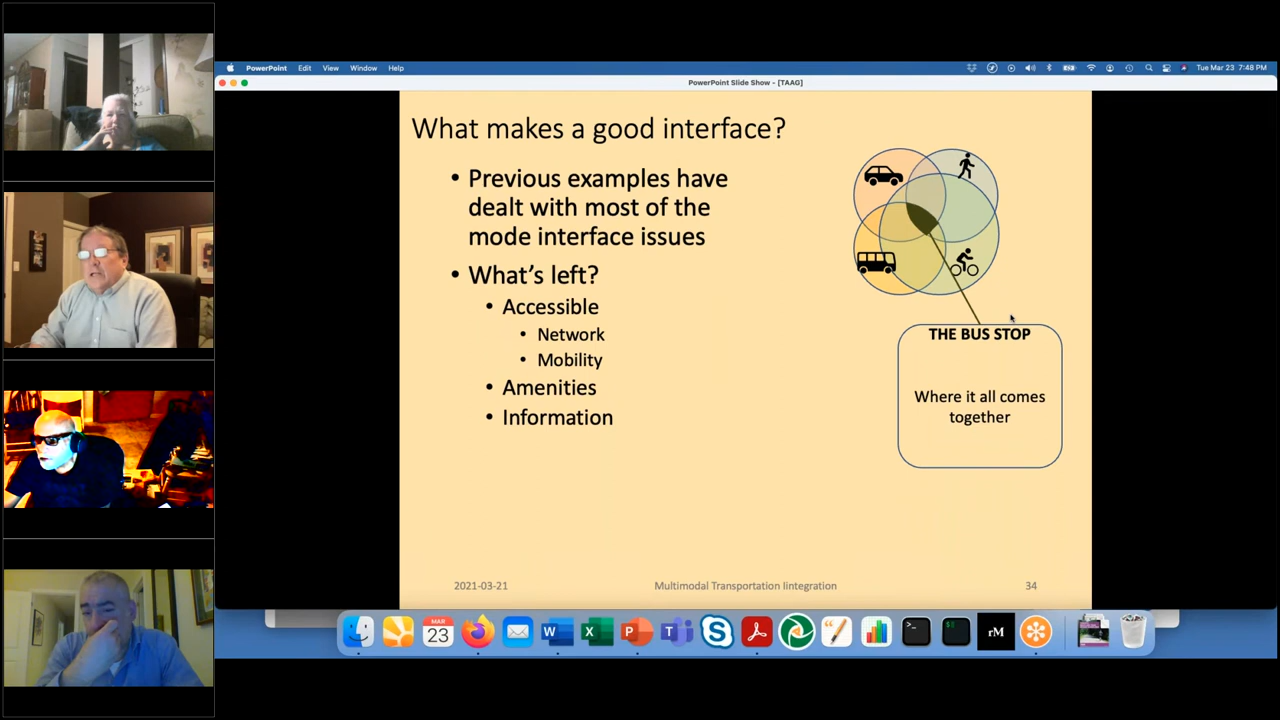 PowerPoint Edit View Window Help Tue Mar 23 7:48 PM
PowerPoint Slide Show - [TAAG]
What makes a good interface?
• Previous examples have
dealt with most of the
mode interface issues
• What's left?
• Accessible
• Network
• Mobility
• Amenities
• Information
THE BUS STOP
Where it all comes
together
2021-03-21 Multimodal Transportation Iintegration 34
MAR
23
W
X
P
T
S
>_
$
rM